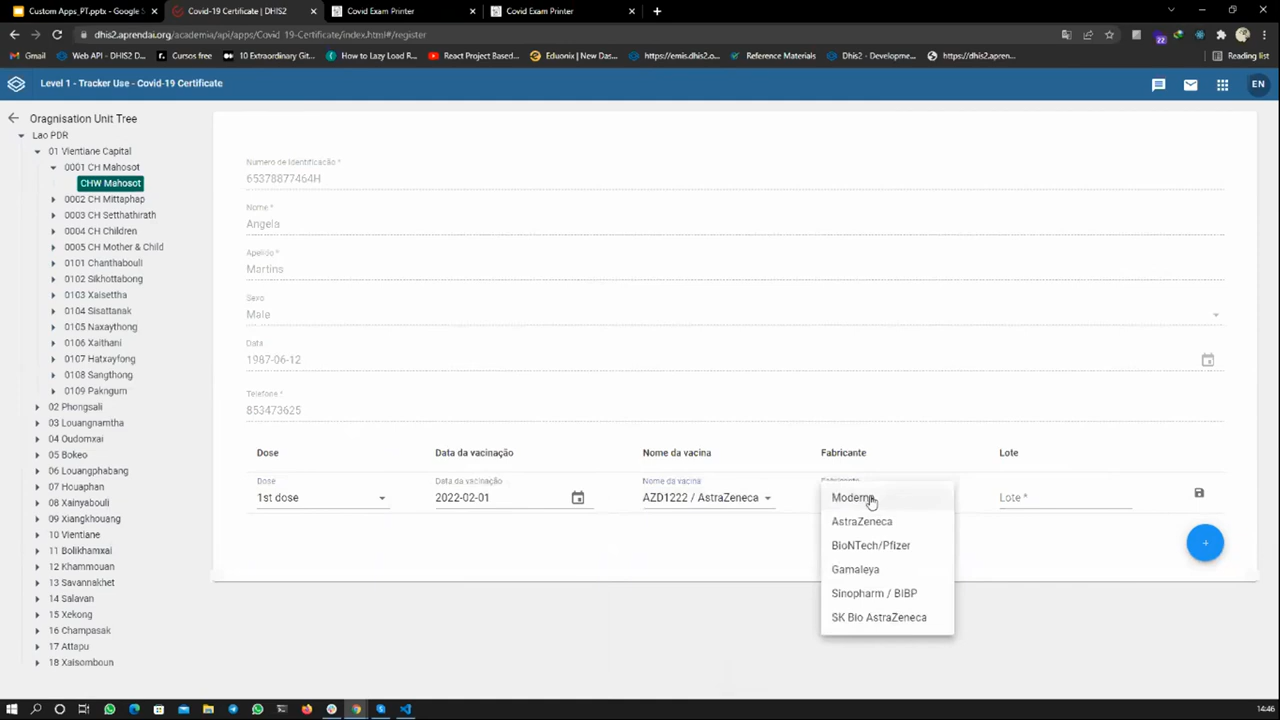 Custom Apps_PT.pptx - Google S
Covid-19 Certificate | DHIS2
Covid Exam Printer
Covid Exam Printer
dhis2.aprendai.org/academia/api/apps/Covid 19-Certificate/index.html#/register
Gmail
Web API - DHIS2 D...
Cursos free
10 Extraordinary Git...
How to Lazy Load R...
React Project Based...
Eduonix | New Das...
https://emis.dhis2.o...
Reference Materials
Dhis2 - Developme...
https://dhis2.apren...
Reading list
Level 1 - Tracker Use - Covid-19 Certificate
EN
Oragnisation Unit Tree
Lao PDR
01 Vientiane Capital
0001 CH Mahosot
CHW Mahosot
0002 CH Mittaphap
0003 CH Setthathirath
0004 CH Children
0005 CH Mother & Child
0101 Chanthabouli
0102 Sikhottabong
0103 Xaisettha
0104 Sisattanak
0105 Naxaythong
0106 Xaithani
0107 Hatxayfong
0108 Sangthong
0109 Pakngum
02 Phongsali
03 Louangnamtha
04 Oudomxai
05 Bokeo
06 Louangphabang
07 Houaphan
08 Xainyabouli
09 Xiangkhouang
10 Vientiane
11 Bolikhamxai
12 Khammouan
13 Savannakhet
14 Salavan
15 Xekong
16 Champasak
17 Attapu
18 Xaisomboun
Numero de Identificação *
65378877464H
Nome *
Angela
Apelido *
Martins
Sexo
Male
Data
1987-06-12
Telefone *
853473625
Dose
Data da vacinação
Nome da vacina
Fabricante
Lote
Dose
1st dose
Data da vacinação
2022-02-01
Nome da vacina
AZD1222 / AstraZeneca
Moderna
AstraZeneca
BioNTech/Pfizer
Gamaleya
Sinopharm / BIBP
SK Bio AstraZeneca
Lote *
14:46